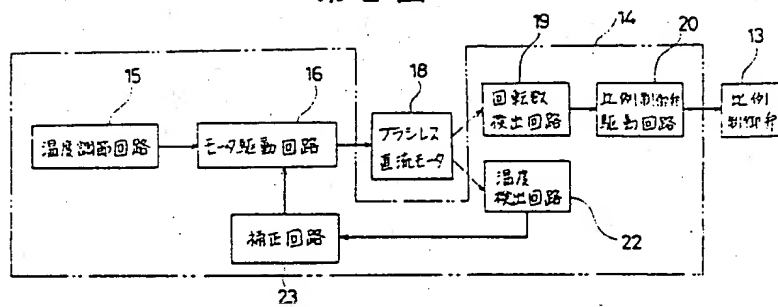 15
温度調節回路
16
モータ駆動回路
18
ブラシレス
直流モータ
14
19
回転数
検出回路
20
比例制御弁
駆動回路
13
比例
制御弁
温度
検出回路
22
補正回路
23